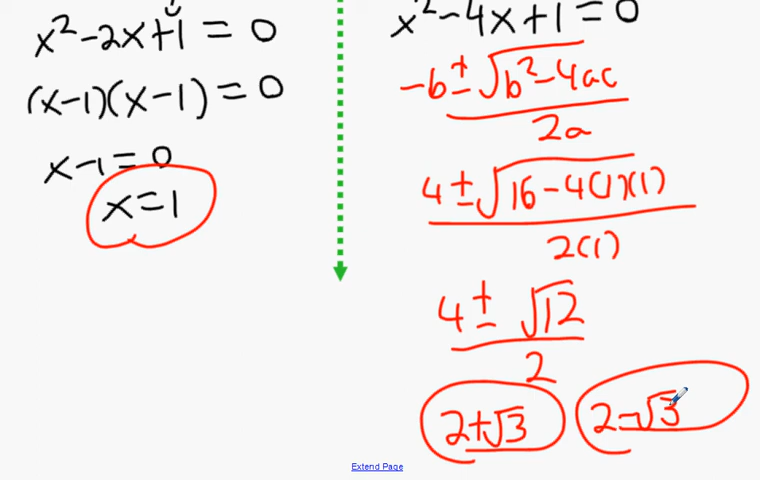 x²-2x+1=0
(x-1)(x-1)=0
x-1=0
x=1
x²-4x+1=0
-b±√b²-4ac
2a
4±√16-4(1)(1)
2(1)
4±√12
2
2+√3 2-√3
Extend Page